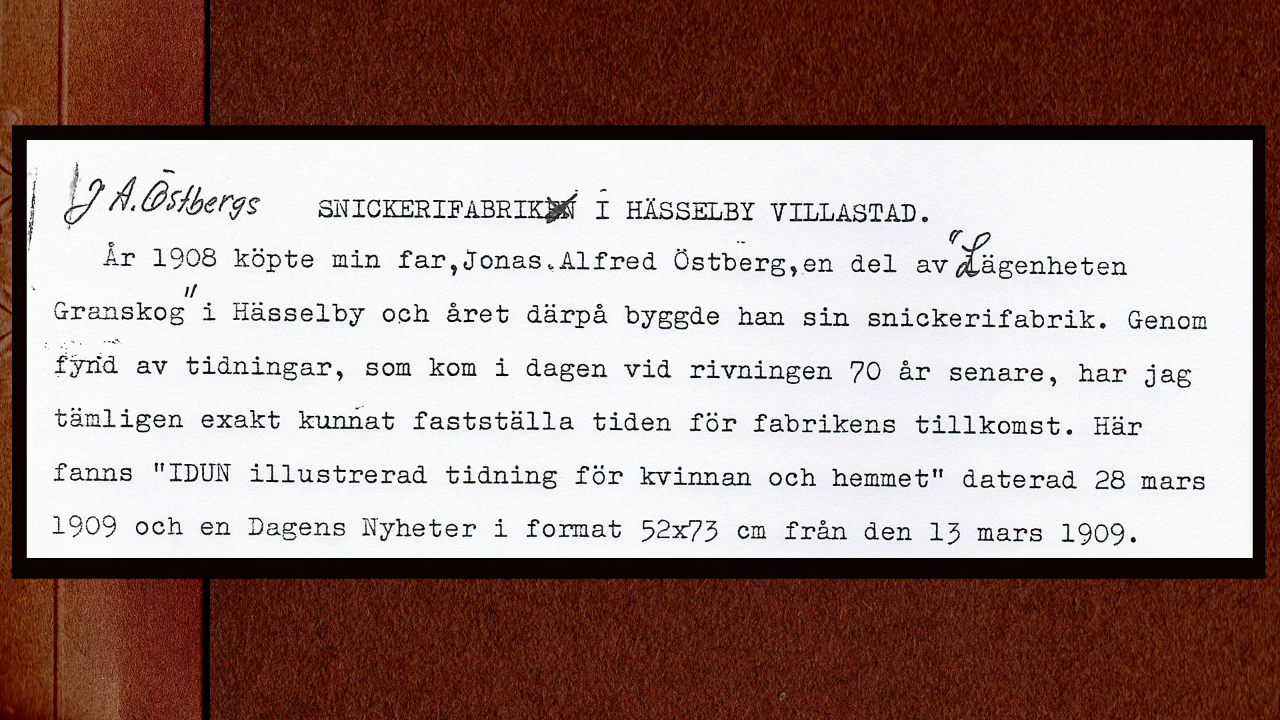 J A. Östbergs SNICKERIFABRIK I HÄSSELBY VILLASTAD.
År 1908 köpte min far,Jonas.Alfred Östberg,en del av "Lägenheten
Granskog" i Hässelby och året därpå byggde han sin snickerifabrik. Genom
fynd av tidningar, som kom i dagen vid rivningen 70 år senare, har jag
tämligen exakt kunnat fastställa tiden för fabrikens tillkomst. Här
fanns "IDUN illustrerad tidning för kvinnan och hemmet" daterad 28 mars
1909 och en Dagens Nyheter i format 52x73 cm från den 13 mars 1909.